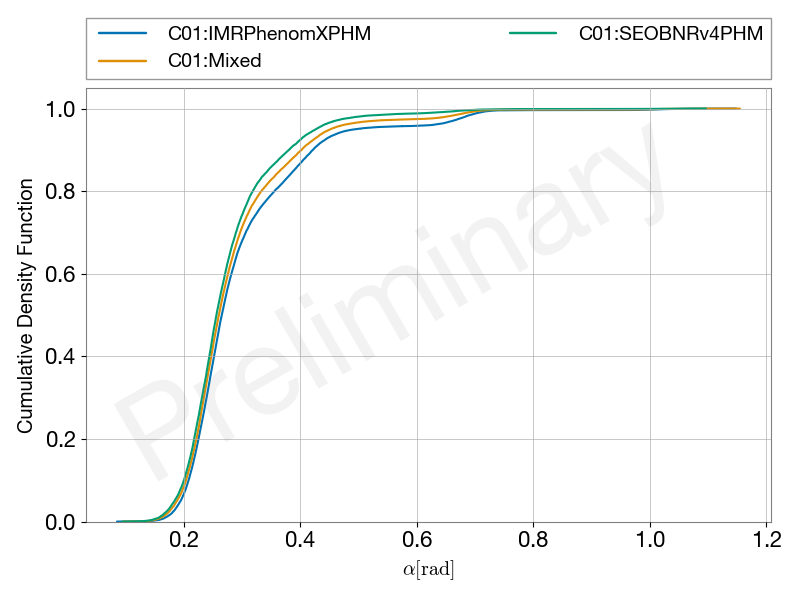 C01:IMRPhenomXPHM
C01:Mixed
C01:SEOBNRv4PHM
1.0
0.8
0.6
0.4
0.2
0.0
Cumulative Density Function
Preliminary
0.2 0.4 0.6 0.8 1.0 1.2
α[rad]